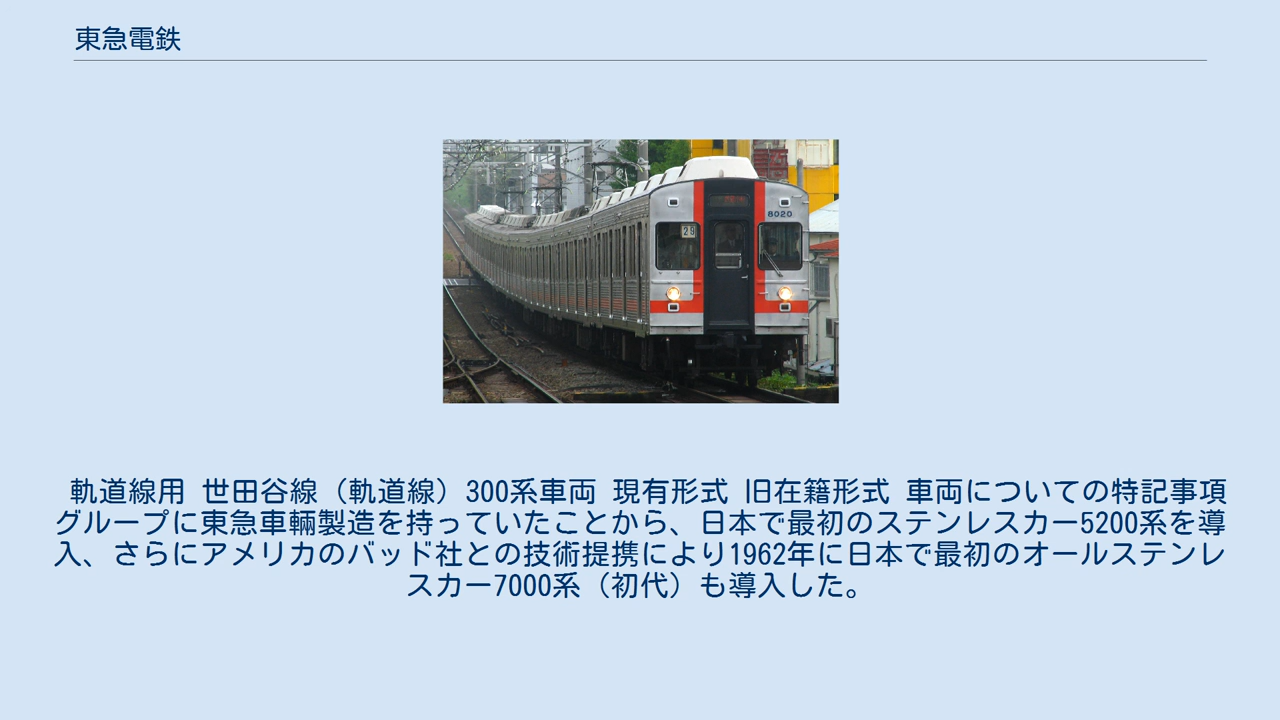 東急電鉄
8020
29
軌道線用 世田谷線（軌道線）300系車両 現有形式 旧在籍形式 車両についての特記事項
グループに東急車輛製造を持っていたことから、日本で最初のステンレスカー5200系を導
入、さらにアメリカのバッド社との技術提携により1962年に日本で最初のオールステンレ
スカー7000系（初代）も導入した。